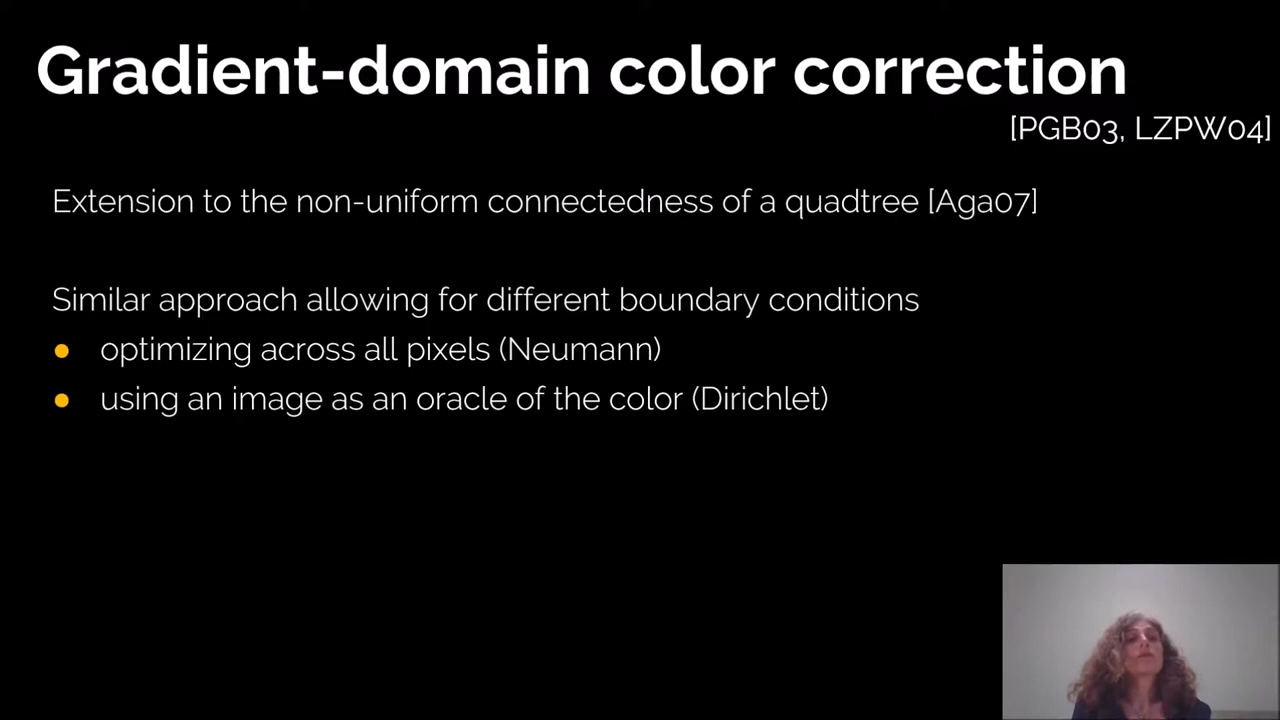 Gradient-domain color correction
[PGB03, LZPW04]
Extension to the non-uniform connectedness of a quadtree [Aga07]
Similar approach allowing for different boundary conditions
● optimizing across all pixels (Neumann)
● using an image as an oracle of the color (Dirichlet)